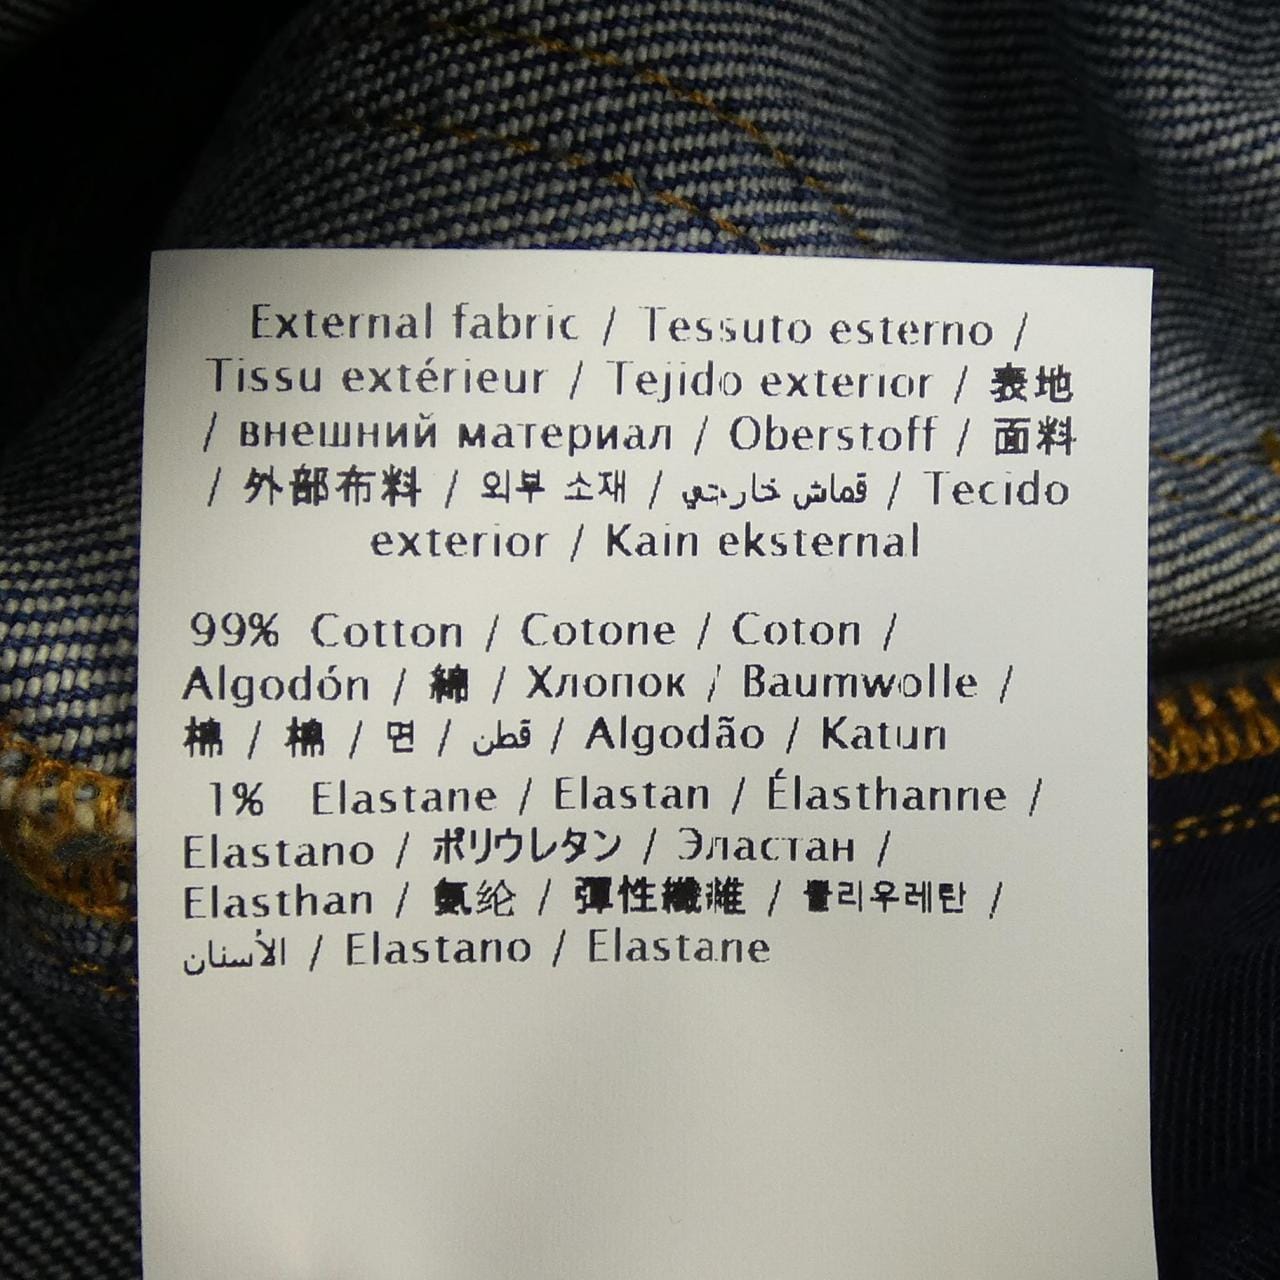 External fabric / Tessuto esterno /
Tissu extérieur / Tejido exterior / 表地
/ внешний материал / Oberstoff / 面料
/ 外部布料 / 외부 소재 / قماش خارجي / Tecido
exterior / Kain eksternal
99% Cotton / Cotone / Coton /
Algodón / 綿 / Хлопок / Baumwolle /
棉 / 棉 / 면 / قطن / Algodão / Katun
1% Elastane / Elastan / Élasthanne /
Elastano / ポリウレタン / Эластан /
Elasthan / 氨纶 / 彈性纖維 / 폴리우레탄 /
الأسنان / Elastano / Elastane